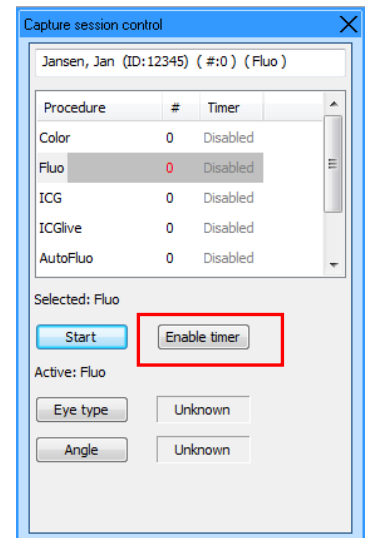 Capture session control
Jansen, Jan (ID:12345) ( #:0 ) ( Fluo )
Procedure # Timer
Color 0 Disabled
Fluo 0 Disabled
ICG 0 Disabled
ICGlive 0 Disabled
AutoFluo 0 Disabled
Selected: Fluo
Start Enable timer
Active: Fluo
Eye type Unknown
Angle Unknown